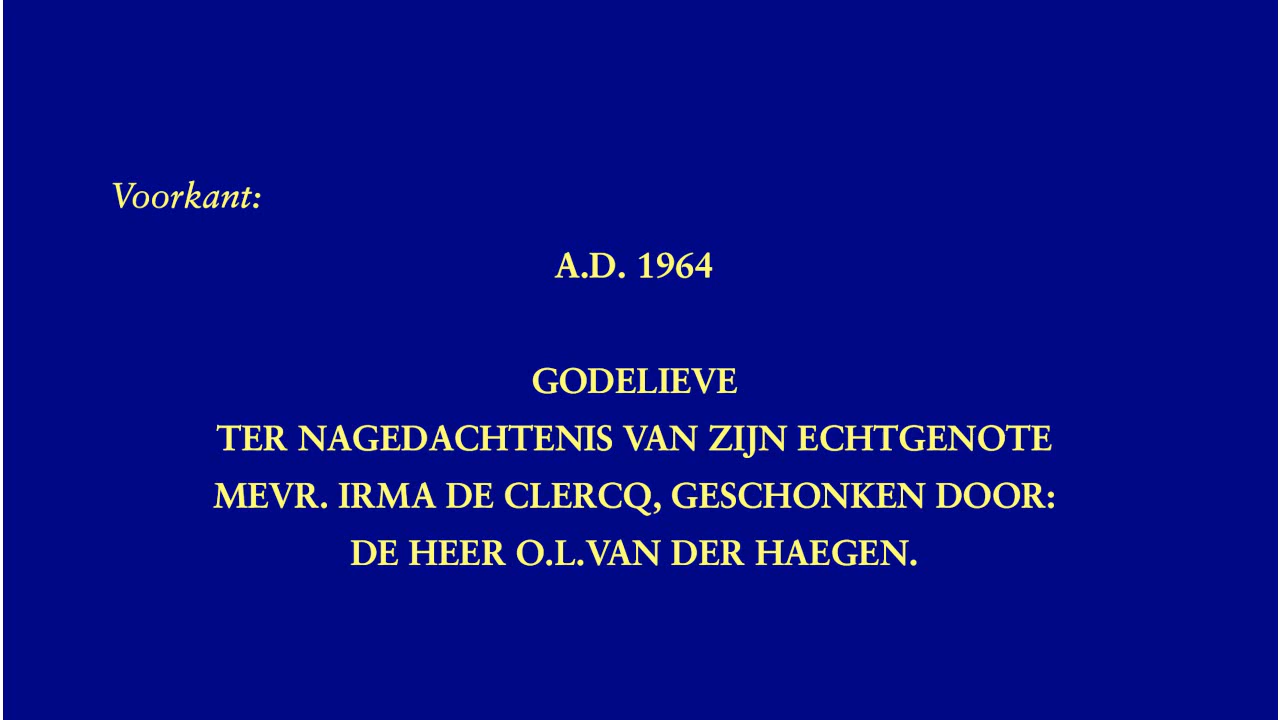 Voorkant:
A.D. 1964
GODELIEVE
TER NAGEDACHTENIS VAN ZIJN ECHTGENOTE
MEVR. IRMA DE CLERCQ, GESCHONKEN DOOR:
DE HEER O.L.VAN DER HAEGEN.